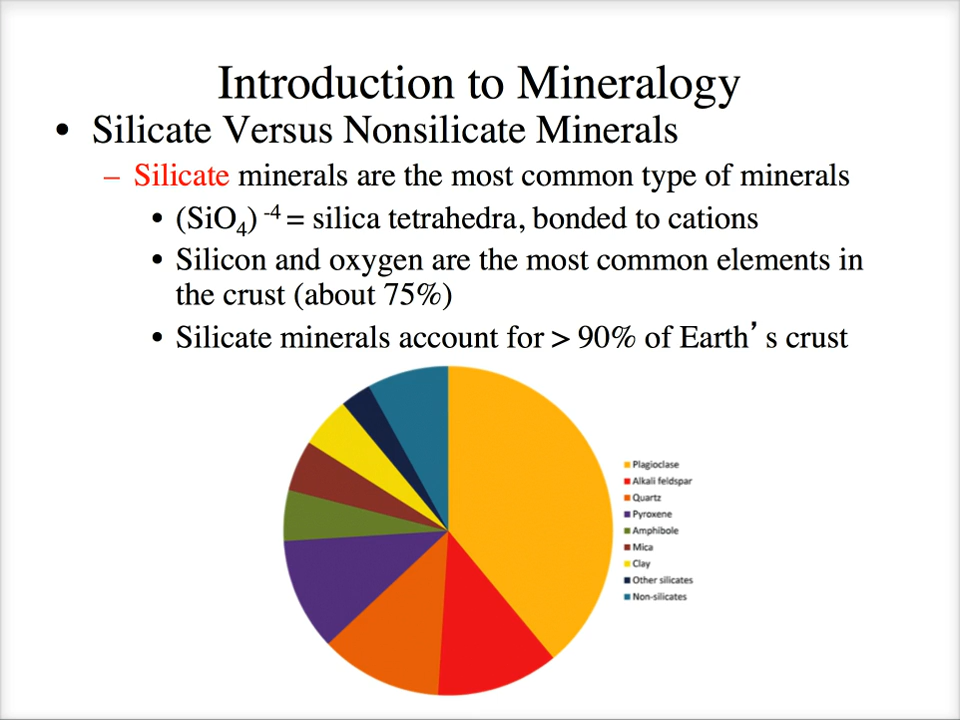 Introduction to Mineralogy
• Silicate Versus Nonsilicate Minerals
– Silicate minerals are the most common type of minerals
• (SiO4) -4 = silica tetrahedra, bonded to cations
• Silicon and oxygen are the most common elements in
the crust (about 75%)
• Silicate minerals account for > 90% of Earth’s crust
Plagioclase
Alkali feldspar
Quartz
Pyroxene
Amphibole
Mica
Clay
Other silicates
Non-silicates